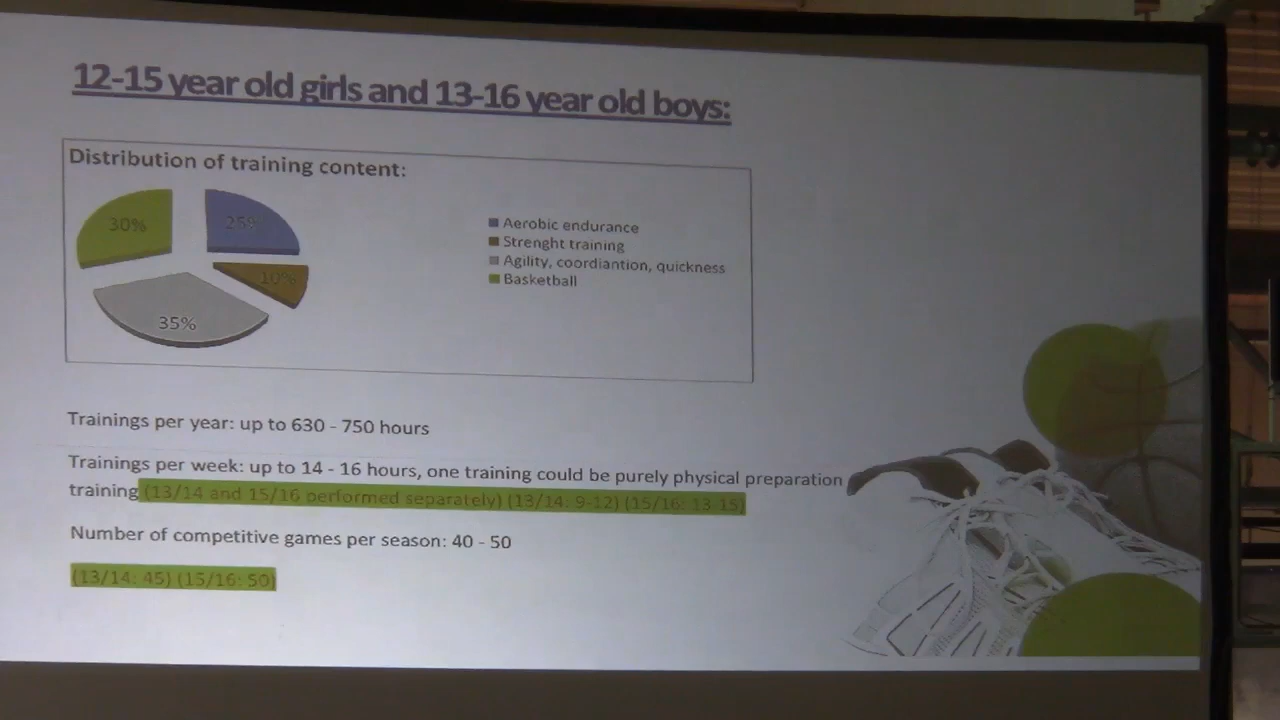 12-15 year old girls and 13-16 year old boys:
Distribution of training content:
30%
25%
10%
35%
Aerobic endurance
Strenght training
Agility, coordiantion, quickness
Basketball
Trainings per year: up to 630 - 750 hours
Trainings per week: up to 14 - 16 hours, one training could be purely physical preparation
training (13/14 and 15/16 performed separately) (13/14: 9-12) (15/16: 13-15)
Number of competitive games per season: 40 - 50
(13/14: 45) (15/16: 50)